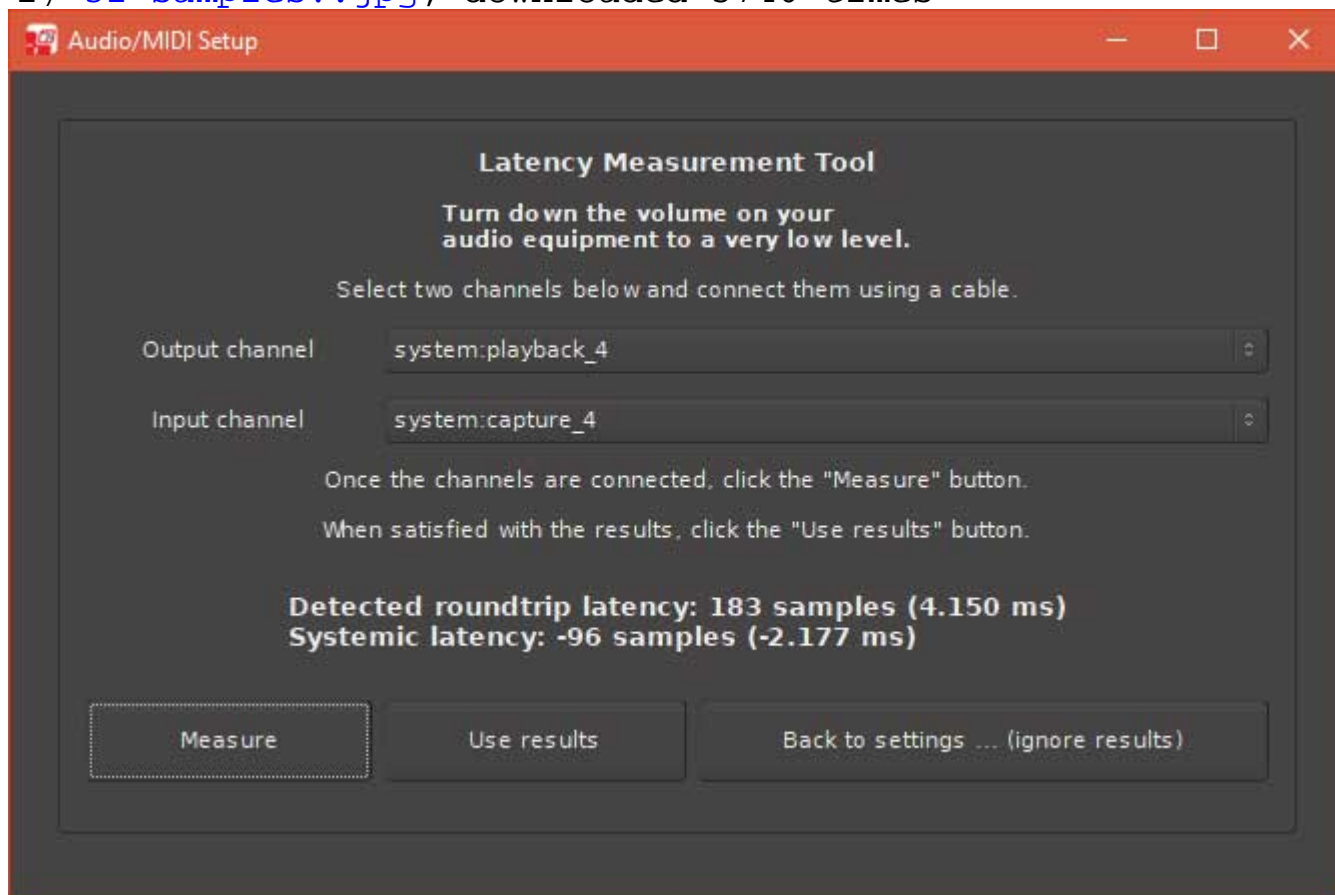 Audio/MIDI Setup
Latency Measurement Tool
Turn down the volume on your
audio equipment to a very low level.
Select two channels below and connect them using a cable.
Output channel system:playback_4
Input channel system:capture_4
Once the channels are connected, click the "Measure" button.
When satisfied with the results, click the "Use results" button.
Detected roundtrip latency: 183 samples (4.150 ms)
Systemic latency: -96 samples (-2.177 ms)
Measure Use results Back to settings ... (ignore results)